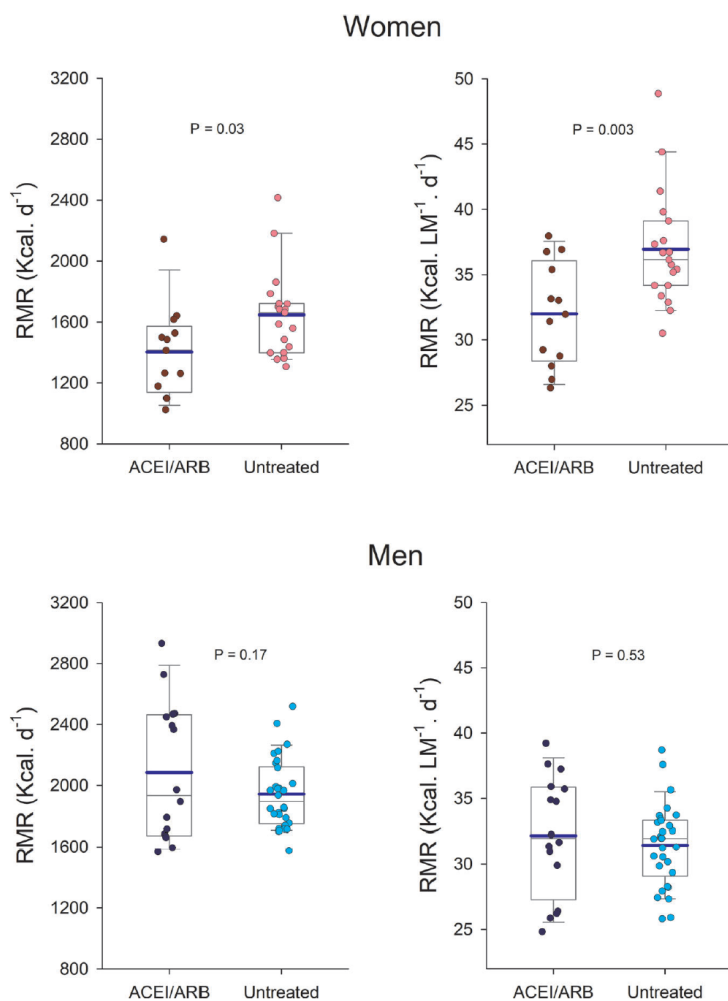 Women
RMR (Kcal. d⁻¹)
3200
2800
2400
2000
1600
1200
800
P = 0.03
ACEI/ARB Untreated
RMR (Kcal. LM⁻¹. d⁻¹)
50
45
40
35
30
25
P = 0.003
ACEI/ARB Untreated
Men
RMR (Kcal. d⁻¹)
3200
2800
2400
2000
1600
1200
800
P = 0.17
ACEI/ARB Untreated
RMR (Kcal. LM⁻¹. d⁻¹)
50
45
40
35
30
25
P = 0.53
ACEI/ARB Untreated